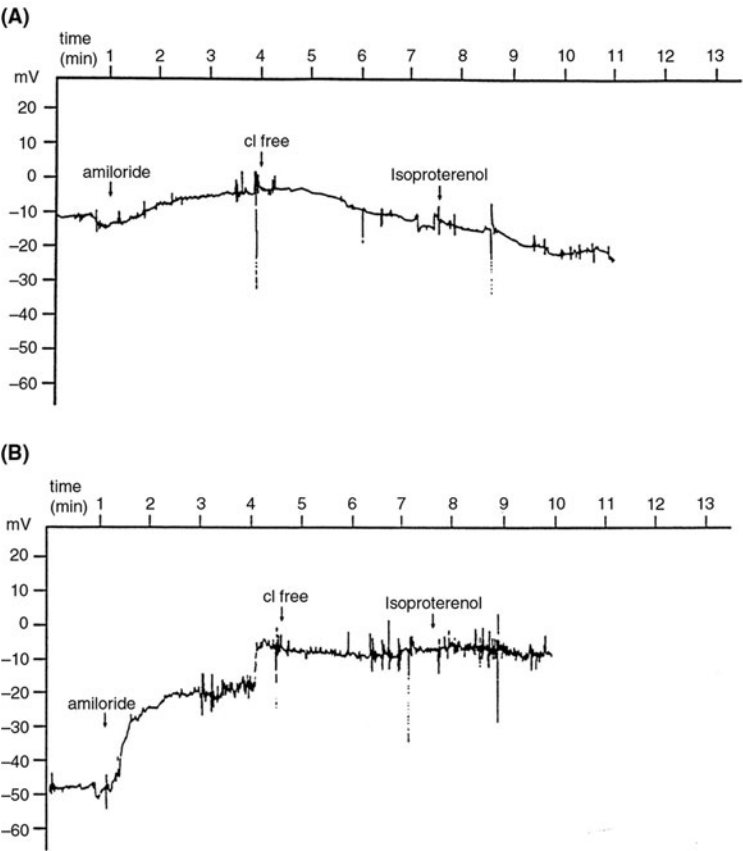 (A)
time
(min) 1 2 3 4 5 6 7 8 9 10 11 12 13
mV
20
10
cl free
0
amiloride
Isoproterenol
–10
–20
–30
–40
–50
–60
(B)
time
(min) 1 2 3 4 5 6 7 8 9 10 11 12 13
mV
20
10
cl free
Isoproterenol
0
–10
–20
amiloride
–30
–40
–50
–60